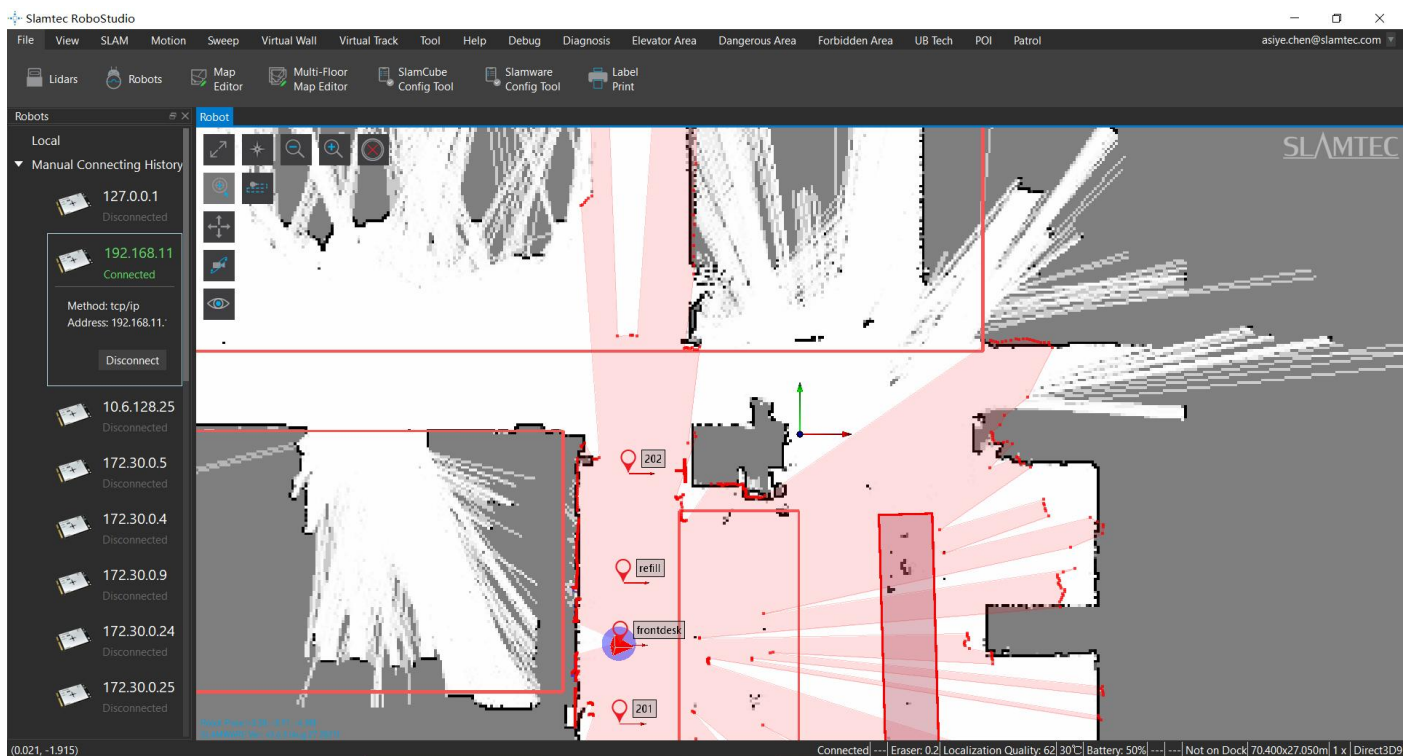 Slamtec RoboStudio
File View SLAM Motion Sweep Virtual Wall Virtual Track Tool Help Debug Diagnosis Elevator Area Dangerous Area Forbidden Area UB Tech POI Patrol asiye.chen@slamtec.com
Lidars
Robots
Map
Editor
Multi-Floor
Map Editor
SlamCube
Config Tool
Slamware
Config Tool
Label
Print
Robots
Robot
Local
Manual Connecting History
127.0.0.1
Disconnected
192.168.11
Connected
Method: tcp/ip
Address: 192.168.11.
Disconnect
10.6.128.25
Disconnected
172.30.0.5
Disconnected
172.30.0.4
Disconnected
172.30.0.9
Disconnected
172.30.0.24
Disconnected
172.30.0.25
Disconnected
SLAMTEC
202
refill
frontdesk
201
(0.021, -1.915)
Connected --- Eraser: 0.2 Localization Quality: 62 30°C Battery: 50% --- --- Not on Dock 70.400x27.050m 1 x Direct3D9